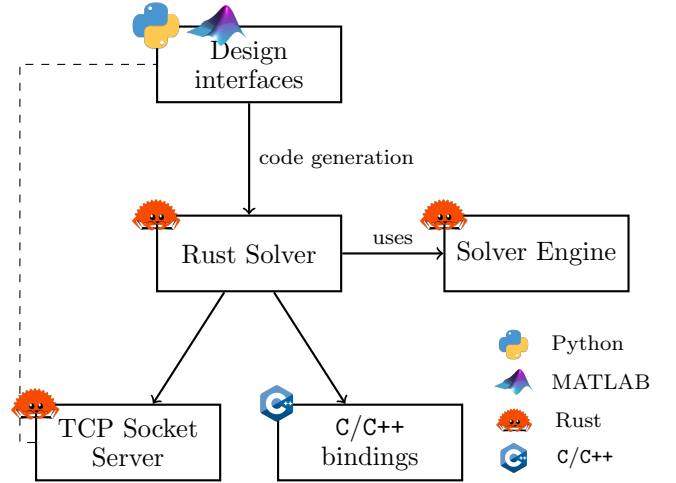 Design
interfaces
code generation
Rust Solver
uses
Solver Engine
TCP Socket
Server
C/C++
bindings
Python
MATLAB
Rust
C/C++